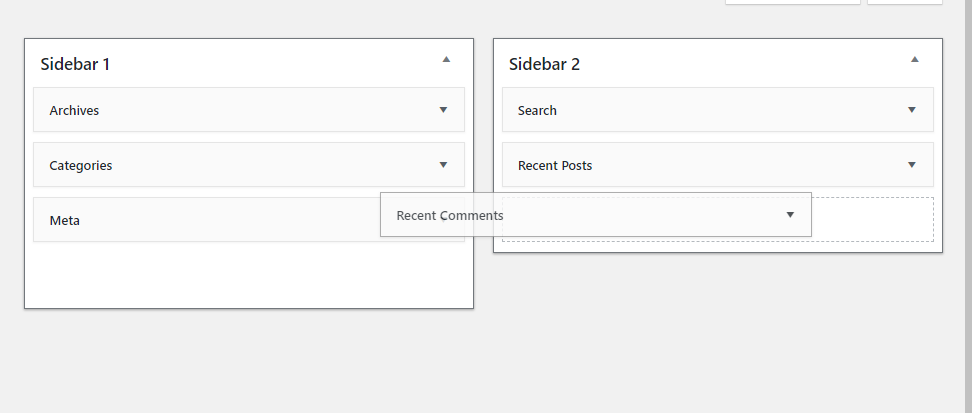 Sidebar 1
Archives
Categories
Meta
Sidebar 2
Search
Recent Posts
Recent Comments